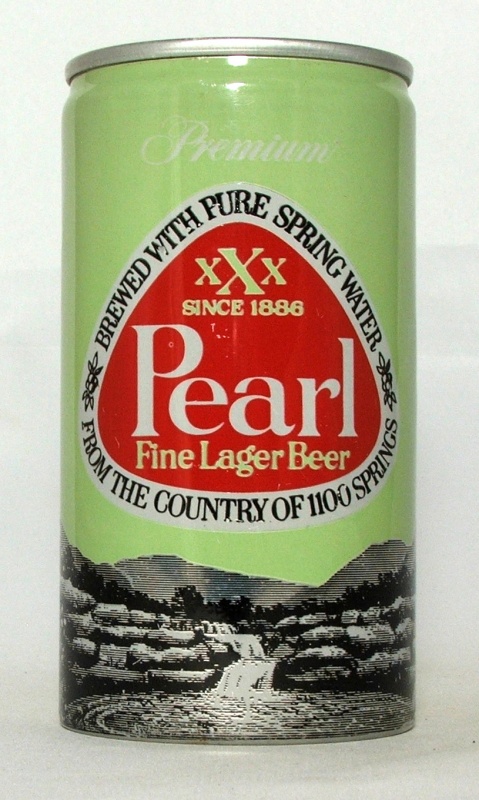 Premium
BREWED WITH PURE SPRING WATER
xXx
SINCE 1886
Pearl
Fine Lager Beer
FROM THE COUNTRY OF 1100 SPRINGS